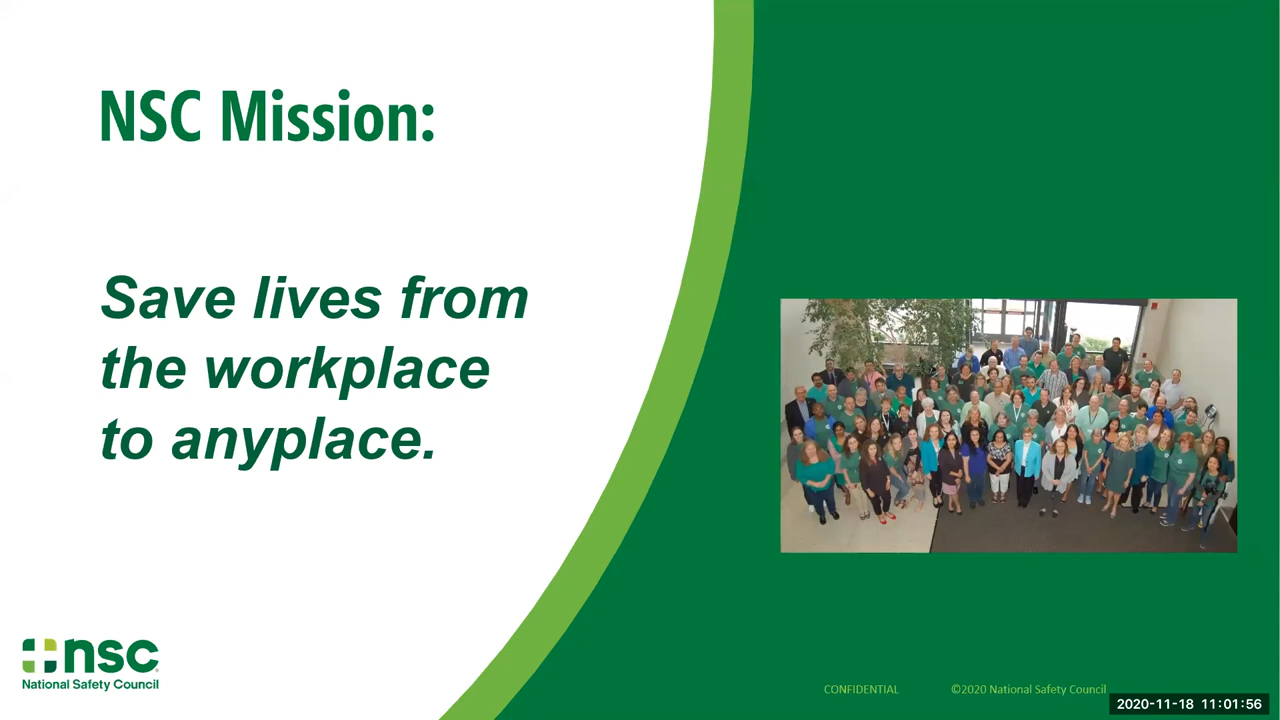 NSC Mission:
Save lives from
the workplace
to anyplace.
nsc
National Safety Council
CONFIDENTIAL
©2020 National Safety Council
2020-11-18 11:01:56